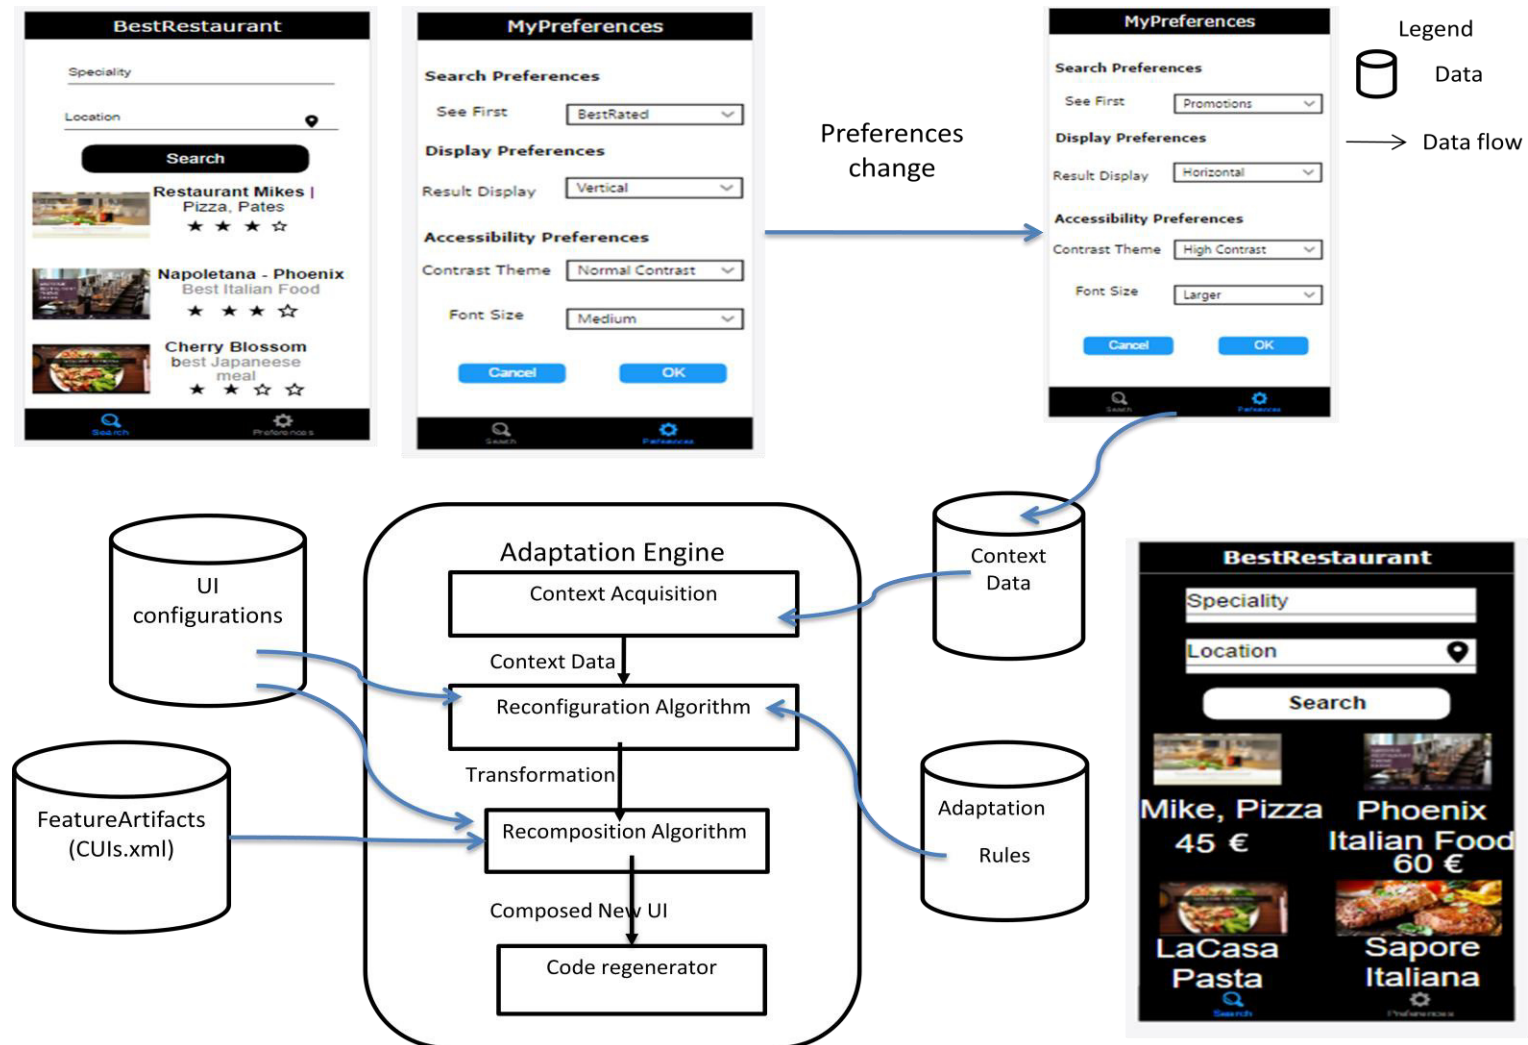 BestRestaurant
Speciality
Location
Search
Restaurant Mikes |
Pizza, Pates
Napoletana - Phoenix
Best Italian Food
Cherry Blossom
best Japaneese
meal
Search
Preferences
MyPreferences
Search Preferences
See First
BestRated
Display Preferences
Result Display
Vertical
Accessibility Preferences
Contrast Theme
Normal Contrast
Font Size
Medium
Cancel
OK
Search
Preferences
Preferences
change
MyPreferences
Search Preferences
See First
Promotions
Display Preferences
Result Display
Horizontal
Accessibility Preferences
Contrast Theme
High Contrast
Font Size
Larger
Cancel
OK
Search
Preferences
Legend
Data
Data flow
UI
configurations
FeatureArtifacts
(CUIs.xml)
Adaptation Engine
Context Acquisition
Context Data
Reconfiguration Algorithm
Transformation
Recomposition Algorithm
Composed New UI
Code regenerator
Context
Data
Adaptation
Rules
BestRestaurant
Speciality
Location
Search
Mike, Pizza
45 €
Phoenix
Italian Food
60 €
LaCasa
Pasta
Sapore
Italiana
Search
Preferences